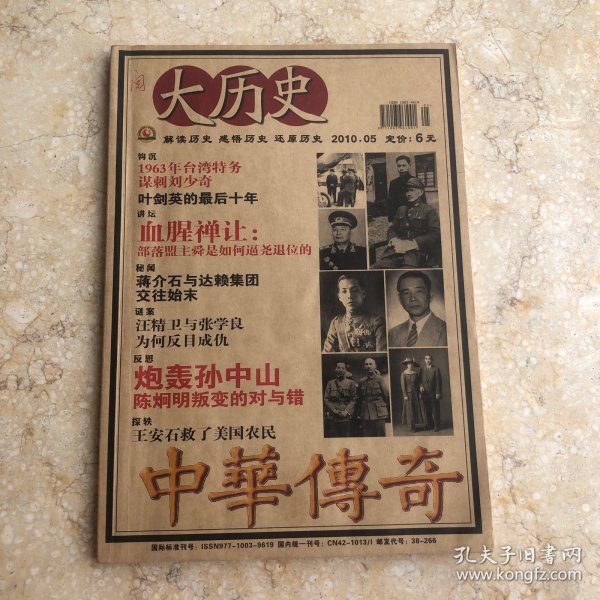 阅
大历史
解读历史 感悟历史 还原历史 2010.05 定价:6元
钩沉
1963年台湾特务
谋刺刘少奇
叶剑英的最后十年
讲坛
血腥禅让:
部落盟主舜是如何逼尧退位的
秘闻
蒋介石与达赖集团
交往始末
谜案
汪精卫与张学良
为何反目成仇
反思
炮轰孙中山
陈炯明叛变的对与错
探轶
王安石救了美国农民
中華傳奇
国际标准刊号:ISSN977-1003-9619 国内统一刊号:CN42-1013/I 邮发代号:38-266
孔夫子旧书网
www.kongfz.com